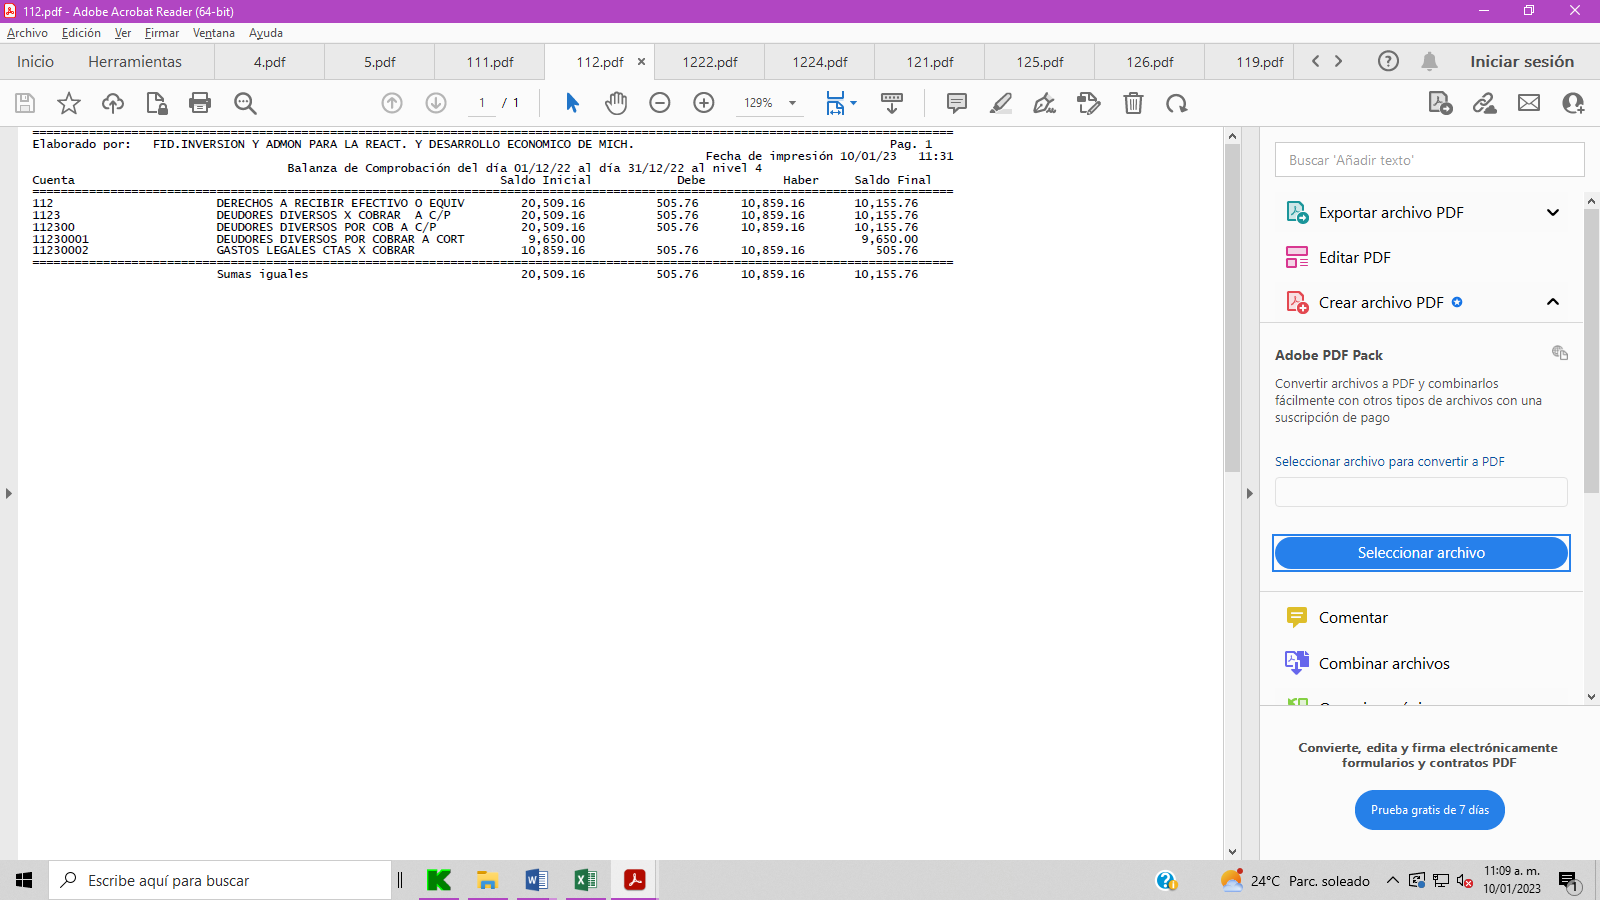 112.pdf - Adobe Acrobat Reader (64-bit)
Archivo Edición Ver Firmar Ventana Ayuda
Inicio Herramientas 4.pdf 5.pdf 111.pdf 112.pdf 1222.pdf 1224.pdf 121.pdf 125.pdf 126.pdf 119.pdf Iniciar sesión
1 / 1 129%
Elaborado por: FID.INVERSION Y ADMON PARA LA REACT. Y DESARROLLO ECONOMICO DE MICH. Pag. 1
Fecha de impresión 10/01/23 11:31
Balanza de Comprobación del día 01/12/22 al día 31/12/22 al nivel 4
Cuenta Saldo Inicial Debe Haber Saldo Final
112 DERECHOS A RECIBIR EFECTIVO O EQUIV 20,509.16 505.76 10,859.16 10,155.76
1123 DEUDORES DIVERSOS X COBRAR A C/P 20,509.16 505.76 10,859.16 10,155.76
112300 DEUDORES DIVERSOS POR COB A C/P 20,509.16 505.76 10,859.16 10,155.76
11230001 DEUDORES DIVERSOS POR COBRAR A CORT 9,650.00 9,650.00
11230002 GASTOS LEGALES CTAS X COBRAR 10,859.16 505.76 10,859.16 505.76
Sumas iguales 20,509.16 505.76 10,859.16 10,155.76
Buscar 'Añadir texto'
Exportar archivo PDF
Editar PDF
Crear archivo PDF
Adobe PDF Pack
Convertir archivos a PDF y combinarlos
fácilmente con otros tipos de archivos con una
suscripción de pago
Seleccionar archivo para convertir a PDF
Seleccionar archivo
Comentar
Combinar archivos
Convierte, edita y firma electrónicamente
formularios y contratos PDF
Prueba gratis de 7 días
Escribe aquí para buscar
24°C Parc. soleado
11:09 a. m.
10/01/2023
1